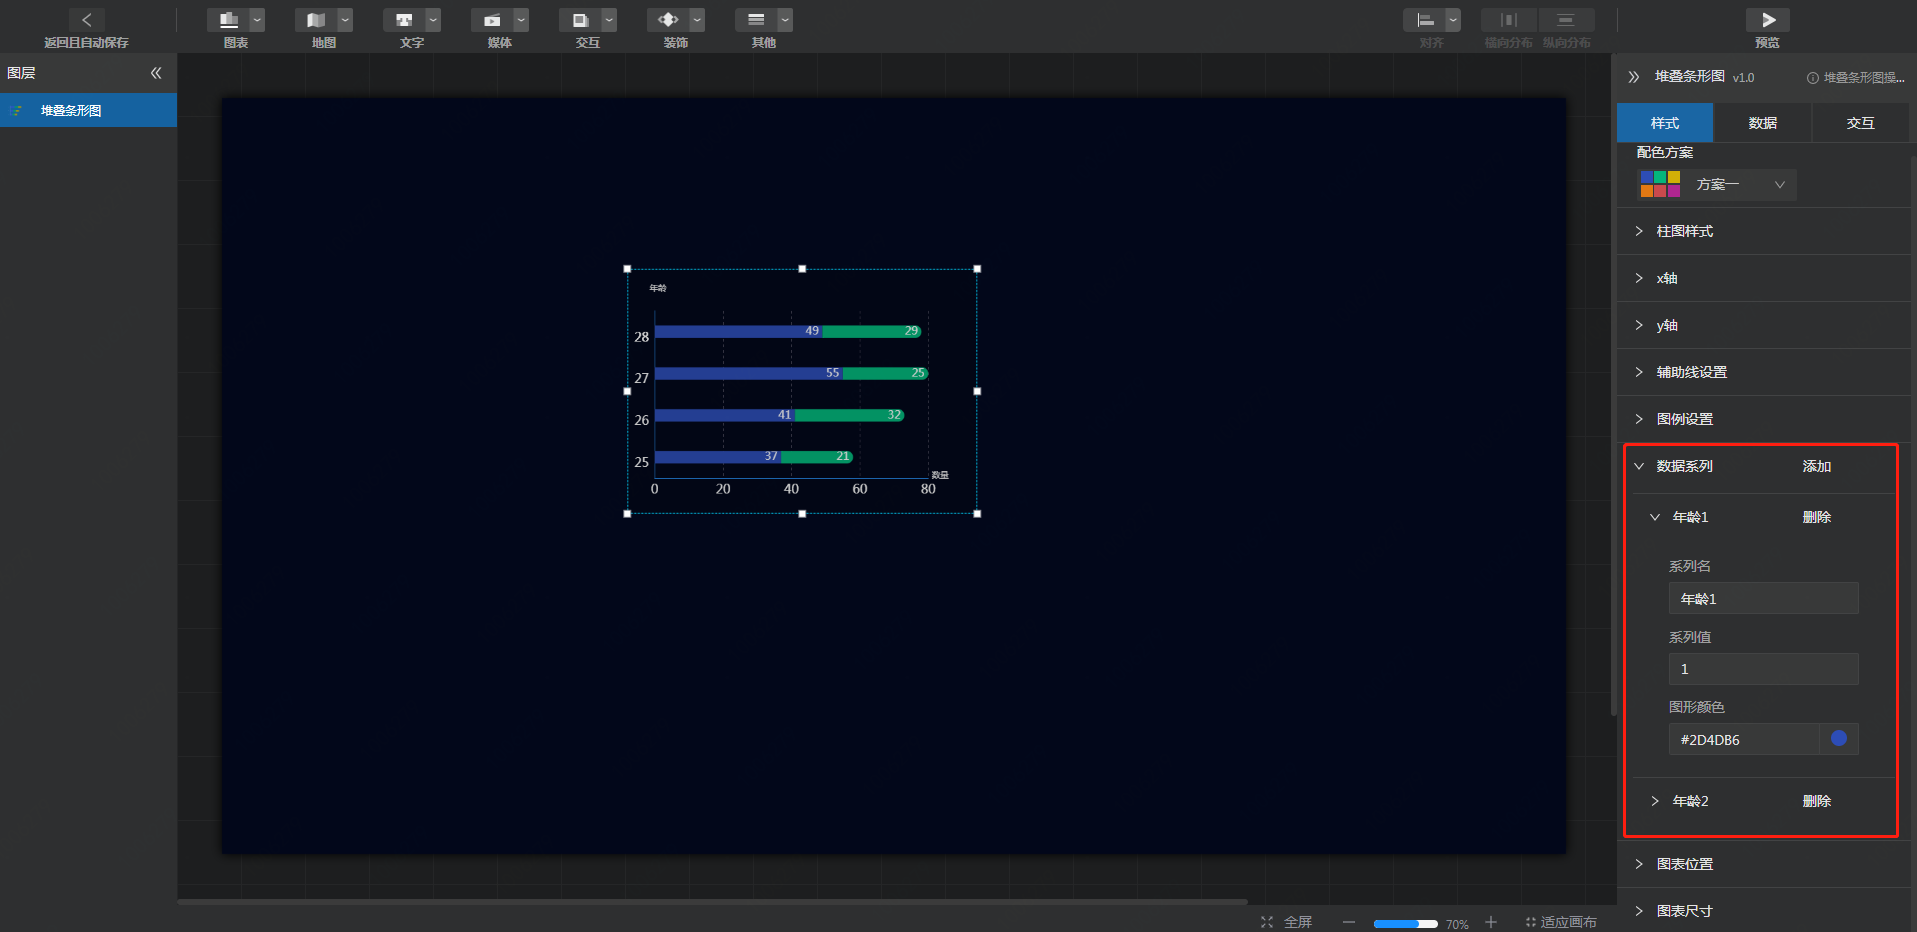 返回且自动保存
图表
地图
文字
媒体
交互
装饰
其他
对齐
横向分布
纵向分布
预览
图层
堆叠条形图
堆叠条形图 v1.0
堆叠条形图操...
样式
数据
交互
配色方案
方案一
柱图样式
x轴
y轴
辅助线设置
图例设置
数据系列 添加
年龄1 删除
系列名
年龄1
系列值
1
图形颜色
#2D4DB6
年龄2 删除
图表位置
图表尺寸
年龄
28 49 29
27 55 25
26 41 32
25 37 21
数量
0 20 40 60 80
全屏
70%
适应画布